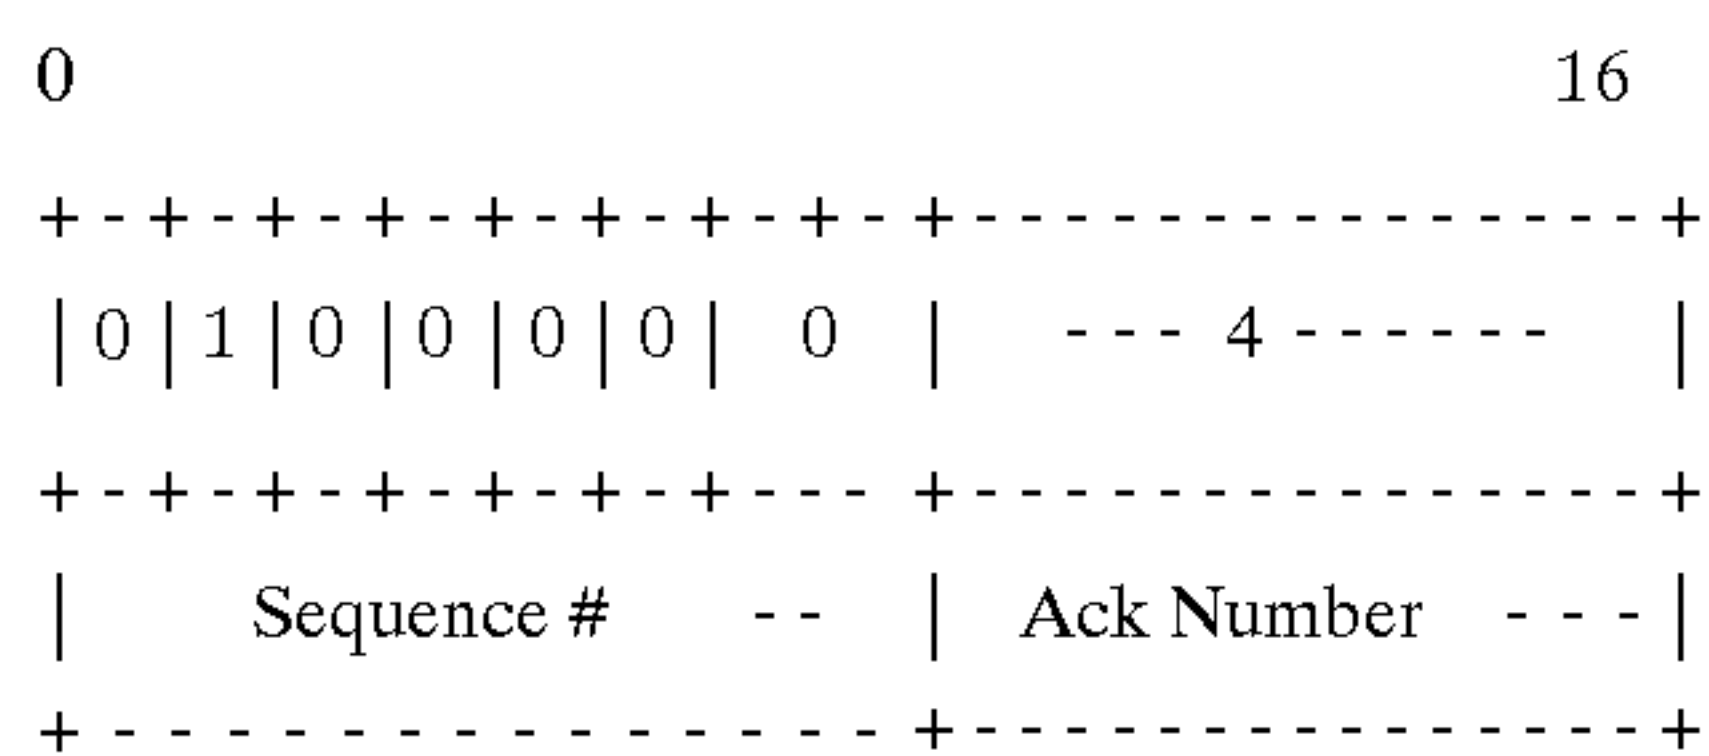 0 16
+-+-+-+-+-+-+-+-+-----------------+
|0|1|0|0|0|0| 0 | --- 4 ------ |
+-+-+-+-+-+-+--- +----------------+
| Sequence # -- | Ack Number ---|
+-------------- +----------------+